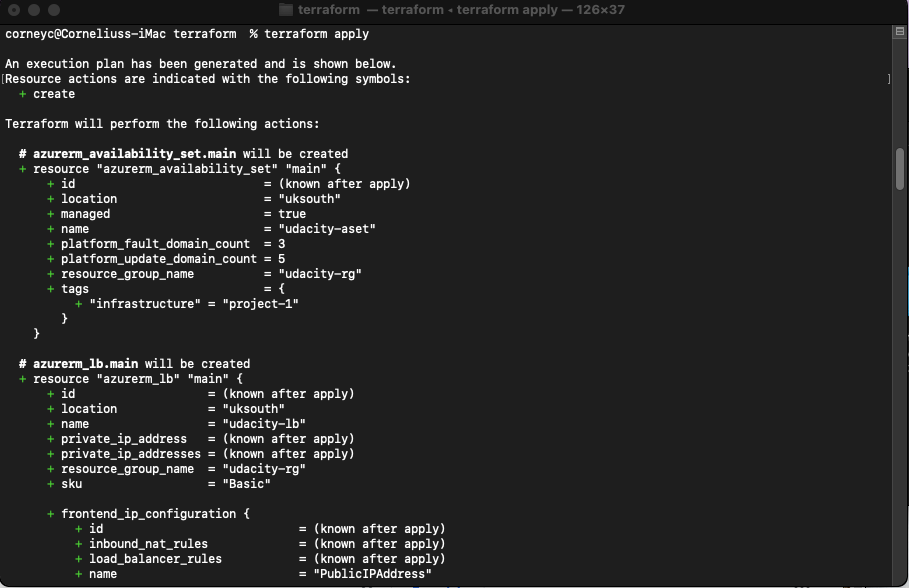 terraform — terraform ◂ terraform apply — 126×37
corneyc@Corneliuss-iMac terraform  % terraform apply
An execution plan has been generated and is shown below.
[Resource actions are indicated with the following symbols:                                                                    ]
  + create
Terraform will perform the following actions:
  # azurerm_availability_set.main will be created
  + resource "azurerm_availability_set" "main" {
      + id                           = (known after apply)
      + location                     = "uksouth"
      + managed                      = true
      + name                         = "udacity-aset"
      + platform_fault_domain_count  = 3
      + platform_update_domain_count = 5
      + resource_group_name          = "udacity-rg"
      + tags                         = {
          + "infrastructure" = "project-1"
        }
    }
  # azurerm_lb.main will be created
  + resource "azurerm_lb" "main" {
      + id                   = (known after apply)
      + location             = "uksouth"
      + name                 = "udacity-lb"
      + private_ip_address   = (known after apply)
      + private_ip_addresses = (known after apply)
      + resource_group_name  = "udacity-rg"
      + sku                  = "Basic"
      + frontend_ip_configuration {
          + id                            = (known after apply)
          + inbound_nat_rules             = (known after apply)
          + load_balancer_rules           = (known after apply)
          + name                          = "PublicIPAddress"